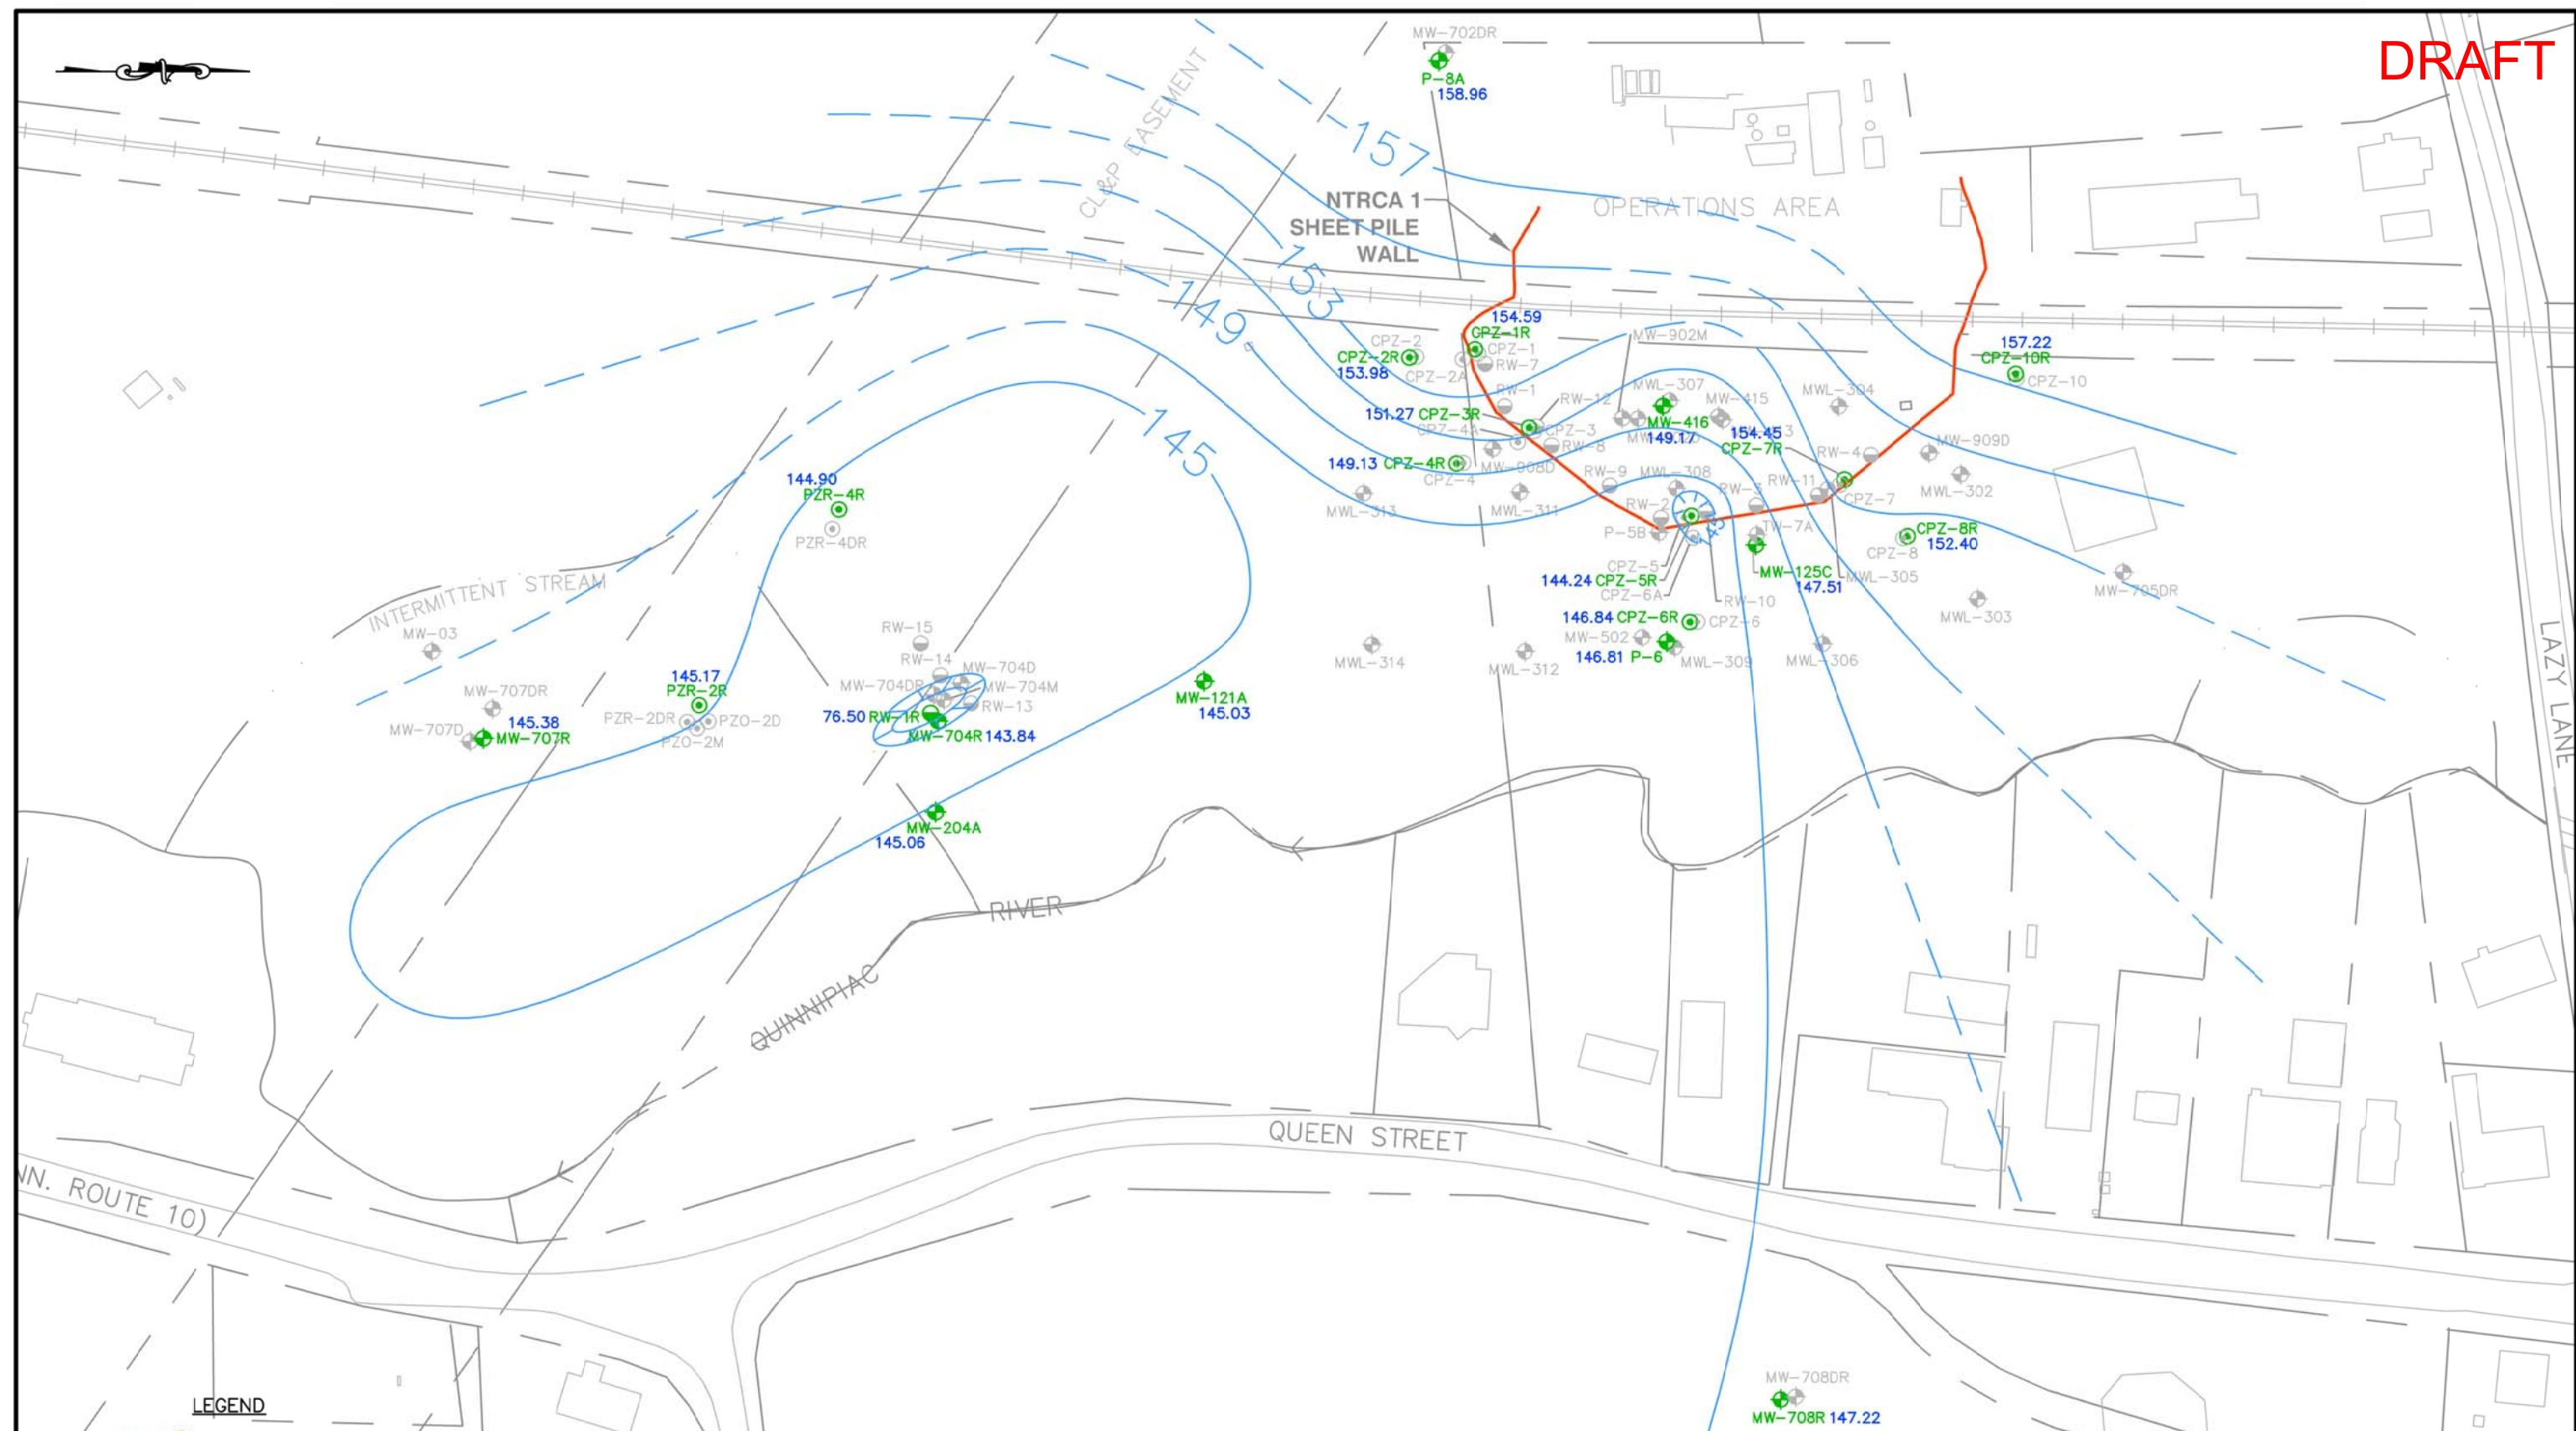 DRAFT
MW-702DR
P-8A
158.96
CL&P EASEMENT
157
NTRCA 1
SHEET PILE
WALL
OPERATIONS AREA
153
149
154.59
CPZ-1R
CPZ-2
CPZ-2R
CPZ-1
153.98
CPZ-2A
RW-7
MW-902M
157.22
CPZ-10R
CPZ-10
RW-1
RW-12
MWL-307
MW-415
MWL-304
151.27 CPZ-3R
CPZ-4A
CPZ-3
MW-416
149.17
154.45
CPZ-7R
RW-8
RW-4
MW-909D
145
149.13 CPZ-4R
MW-908D
CPZ-4
RW-9
MWL-308
RW-3
RW-11
CPZ-7
MWL-302
MWL-313
MWL-311
RW-2
144.90
PZR-4R
PZR-4DR
P-5B
145
TW-7A
CPZ-8R
CPZ-8
152.40
CPZ-5
144.24 CPZ-5R
CPZ-6A
MW-125C
147.51
MWL-305
MW-705DR
RW-10
MWL-303
INTERMITTENT STREAM
MW-03
146.84 CPZ-6R
CPZ-6
MW-502
146.81 P-6
MWL-309
MWL-306
MWL-314
MWL-312
RW-15
RW-14
MW-704D
MW-704DR
MW-704M
RW-13
145.17
PZR-2R
PZR-2DR
PZO-2D
PZO-2M
MW-707DR
145.38
MW-707D
MW-707R
76.50 RW-1R
MW-704R 143.84
MW-121A
145.03
MW-204A
145.06
LAZY LANE
QUINNIPIAC
RIVER
QUEEN STREET
NN. ROUTE 10)
MW-708DR
MW-708R 147.22
LEGEND